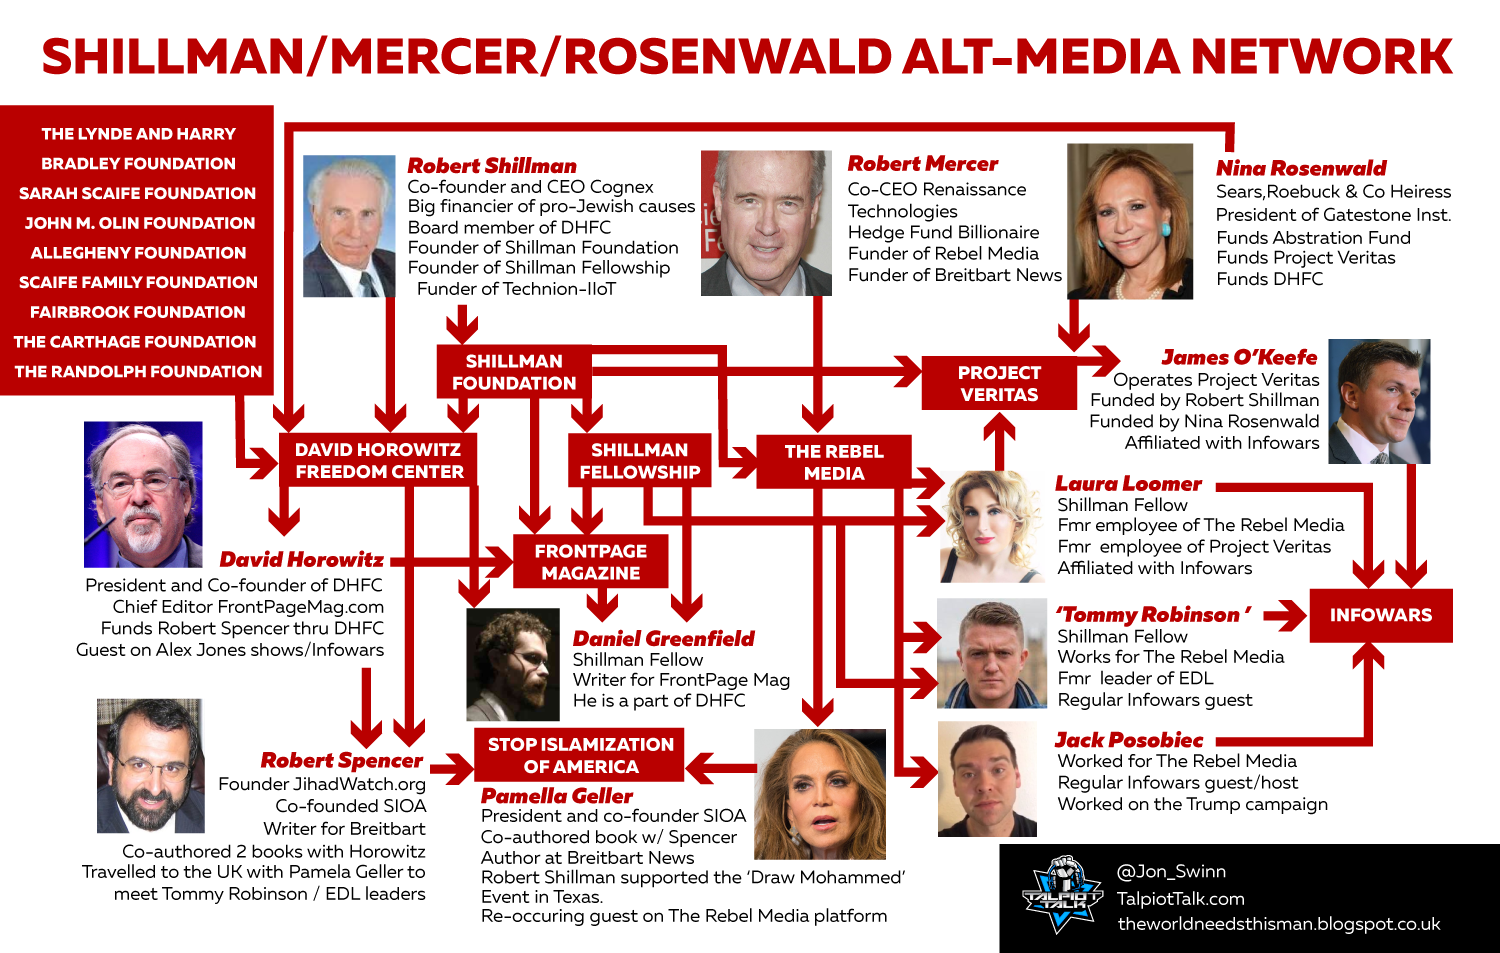 SHILLMAN/MERCER/ROSENWALD ALT-MEDIA NETWORK
THE LYNDE AND HARRY
BRADLEY FOUNDATION
SARAH SCAIFE FOUNDATION
JOHN M. OLIN FOUNDATION
ALLEGHENY FOUNDATION
SCAIFE FAMILY FOUNDATION
FAIRBROOK FOUNDATION
THE CARTHAGE FOUNDATION
THE RANDOLPH FOUNDATION
Robert Shillman
Co-founder and CEO Cognex
Big financier of pro-Jewish causes
Board member of DHFC
Founder of Shillman Foundation
Founder of Shillman Fellowship
Funder of Technion-IIoT
Robert Mercer
Co-CEO Renaissance
Technologies
Hedge Fund Billionaire
Funder of Rebel Media
Funder of Breitbart News
Nina Rosenwald
Sears,Roebuck & Co Heiress
President of Gatestone Inst.
Funds Abstration Fund
Funds Project Veritas
Funds DHFC
SHILLMAN
FOUNDATION
PROJECT
VERITAS
James O'Keefe
Operates Project Veritas
Funded by Robert Shillman
Funded by Nina Rosenwald
Affiliated with Infowars
DAVID HOROWITZ
FREEDOM CENTER
SHILLMAN
FELLOWSHIP
THE REBEL
MEDIA
Laura Loomer
Shillman Fellow
Fmr employee of The Rebel Media
Fmr employee of Project Veritas
Affiliated with Infowars
David Horowitz
President and Co-founder of DHFC
Chief Editor FrontPageMag.com
Funds Robert Spencer thru DHFC
Guest on Alex Jones shows/Infowars
FRONTPAGE
MAGAZINE
Daniel Greenfield
Shillman Fellow
Writer for FrontPage Mag
He is a part of DHFC
'Tommy Robinson '
Shillman Fellow
Works for The Rebel Media
Fmr leader of EDL
Regular Infowars guest
INFOWARS
Robert Spencer
Founder JihadWatch.org
Co-founded SIOA
Writer for Breitbart
Co-authored 2 books with Horowitz
Travelled to the UK with Pamela Geller to
meet Tommy Robinson / EDL leaders
STOP ISLAMIZATION
OF AMERICA
Pamella Geller
President and co-founder SIOA
Co-authored book w/ Spencer
Author at Breitbart News
Robert Shillman supported the 'Draw Mohammed'
Event in Texas.
Re-occuring guest on The Rebel Media platform
Jack Posobiec
Worked for The Rebel Media
Regular Infowars guest/host
Worked on the Trump campaign
TALPIOT
TALK
@Jon_Swinn
TalpiotTalk.com
theworldneedsthisman.blogspot.co.uk